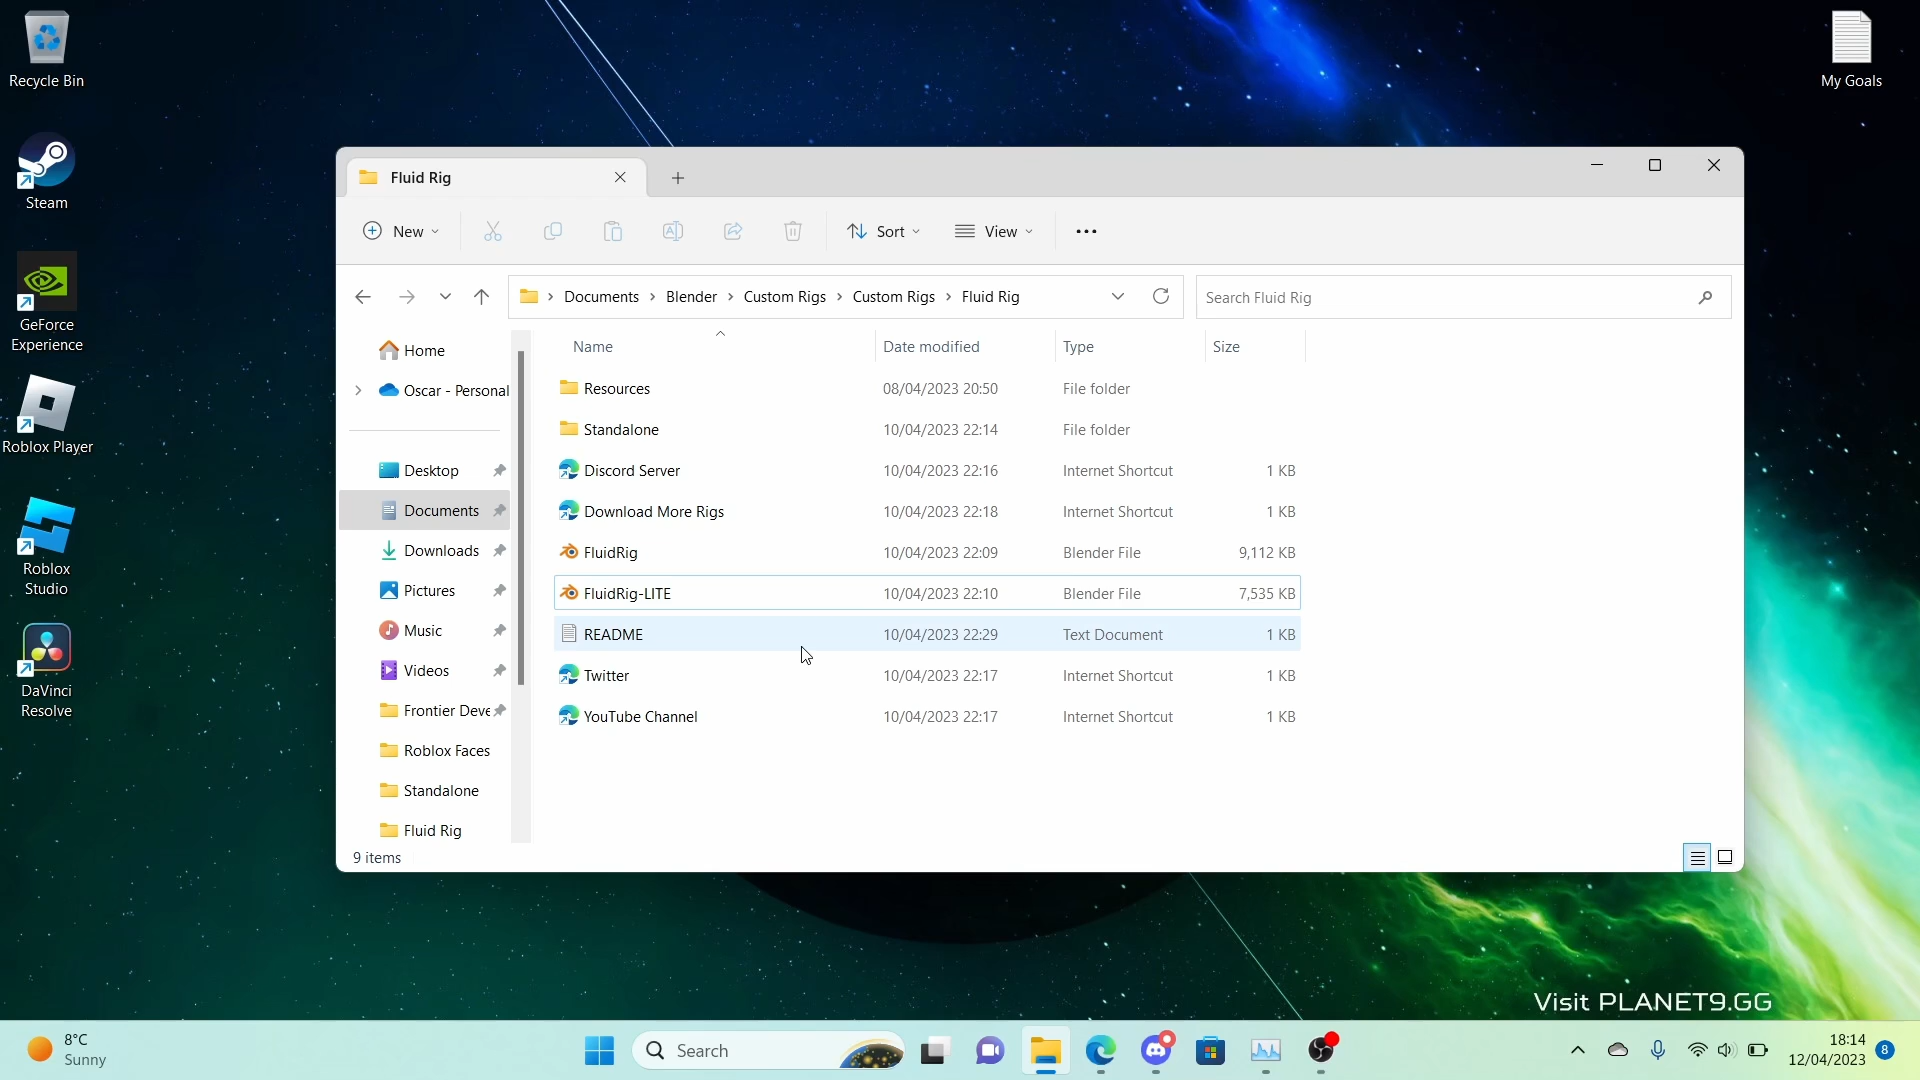 Recycle Bin
Steam
GeForce
Experience
Roblox Player
Roblox
Studio
DaVinci
Resolve
My Goals
Fluid Rig
New
Sort
View
Documents
Blender
Custom Rigs
Custom Rigs
Fluid Rig
Search Fluid Rig
Home
Oscar - Personal
Desktop
Documents
Downloads
Pictures
Music
Videos
Frontier Deve
Roblox Faces
Standalone
Fluid Rig
Name Date modified Type Size
Resources 08/04/2023 20:50 File folder
Standalone 10/04/2023 22:14 File folder
Discord Server 10/04/2023 22:16 Internet Shortcut 1 KB
Download More Rigs 10/04/2023 22:18 Internet Shortcut 1 KB
FluidRig 10/04/2023 22:09 Blender File 9,112 KB
FluidRig-LITE 10/04/2023 22:10 Blender File 7,535 KB
README 10/04/2023 22:29 Text Document 1 KB
Twitter 10/04/2023 22:17 Internet Shortcut 1 KB
YouTube Channel 10/04/2023 22:17 Internet Shortcut 1 KB
9 items
Visit PLANET9.GG
8°C
Sunny
Search
18:14
12/04/2023
8